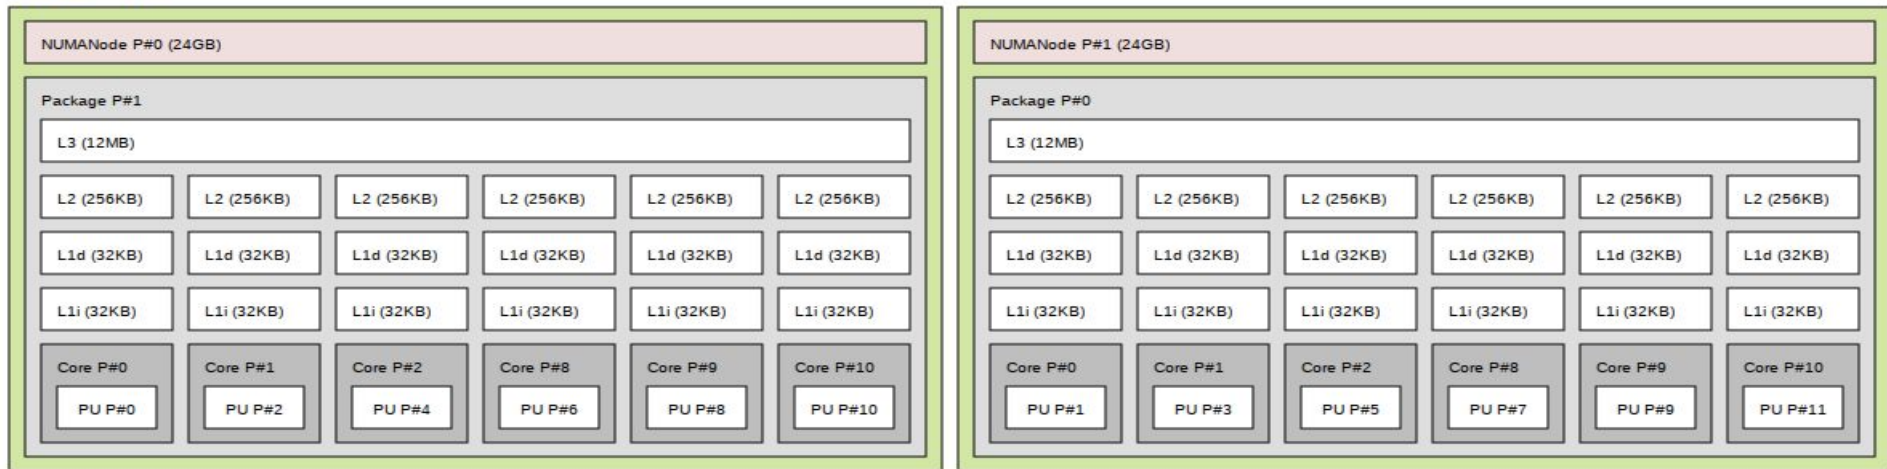 NUMANode P#0 (24GB)
Package P#1
L3 (12MB)
L2 (256KB) L2 (256KB) L2 (256KB) L2 (256KB) L2 (256KB) L2 (256KB)
L1d (32KB) L1d (32KB) L1d (32KB) L1d (32KB) L1d (32KB) L1d (32KB)
L1i (32KB) L1i (32KB) L1i (32KB) L1i (32KB) L1i (32KB) L1i (32KB)
Core P#0 Core P#1 Core P#2 Core P#8 Core P#9 Core P#10
PU P#0 PU P#2 PU P#4 PU P#6 PU P#8 PU P#10
NUMANode P#1 (24GB)
Package P#0
L3 (12MB)
L2 (256KB) L2 (256KB) L2 (256KB) L2 (256KB) L2 (256KB) L2 (256KB)
L1d (32KB) L1d (32KB) L1d (32KB) L1d (32KB) L1d (32KB) L1d (32KB)
L1i (32KB) L1i (32KB) L1i (32KB) L1i (32KB) L1i (32KB) L1i (32KB)
Core P#0 Core P#1 Core P#2 Core P#8 Core P#9 Core P#10
PU P#1 PU P#3 PU P#5 PU P#7 PU P#9 PU P#11